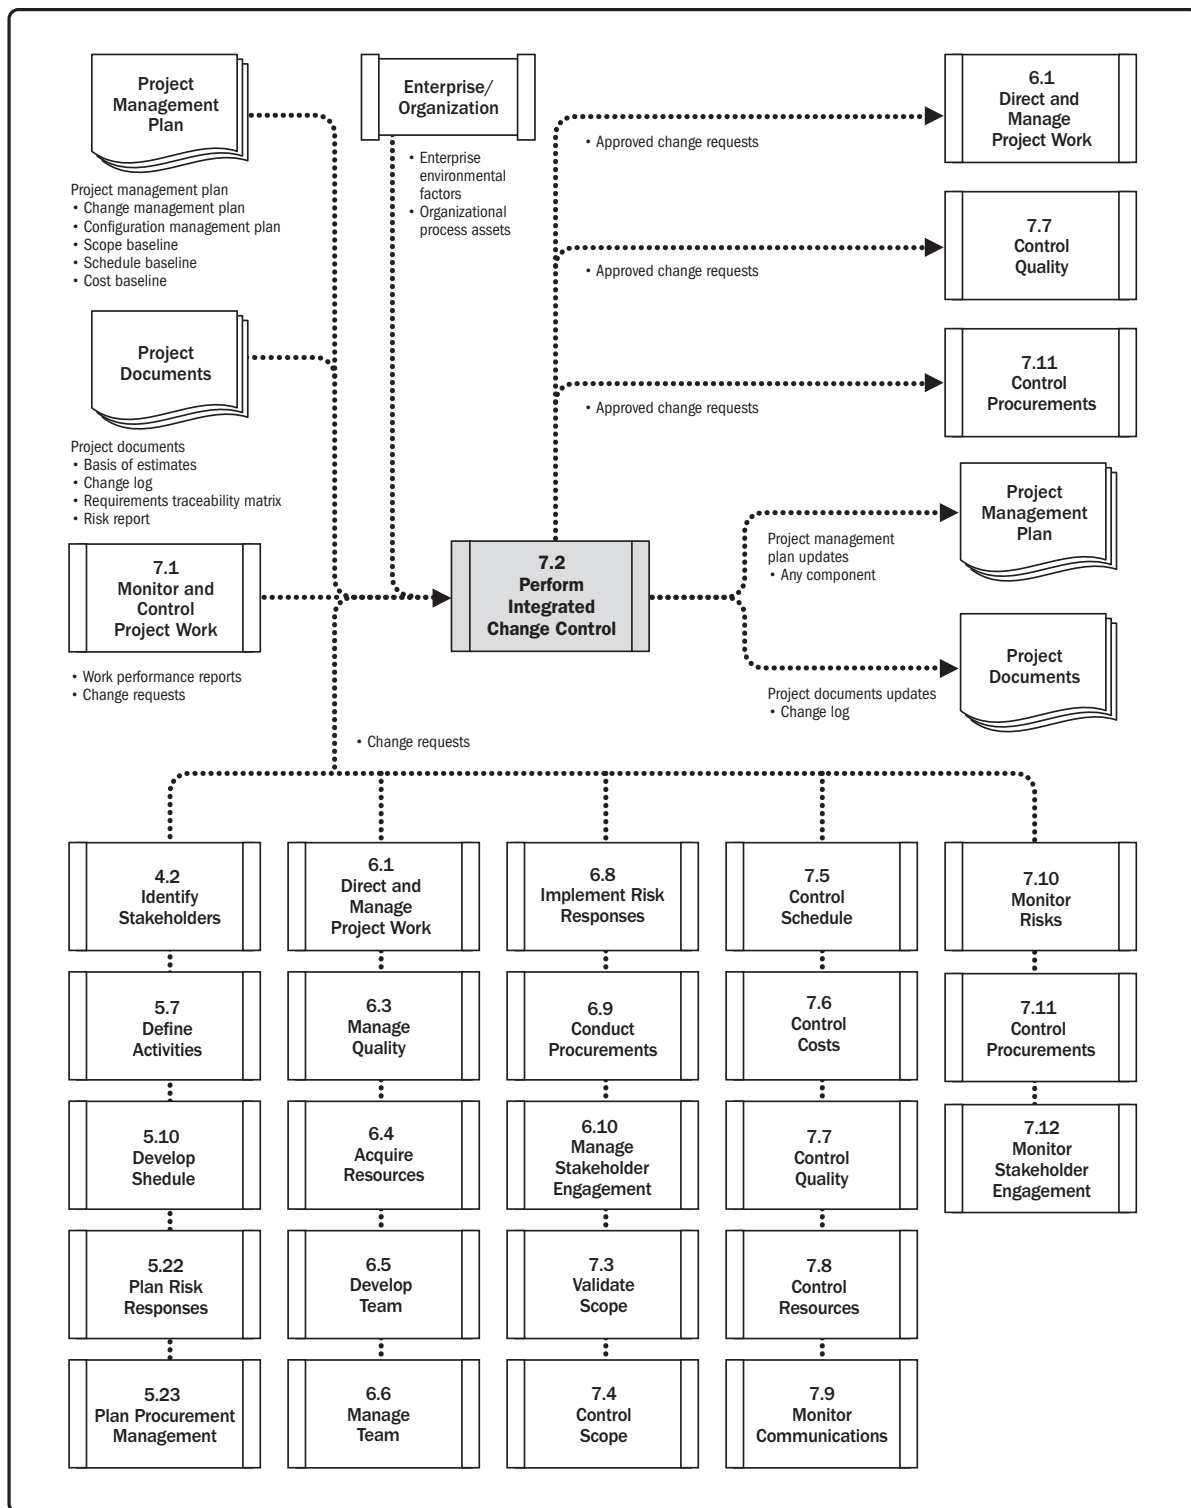 Project
Management
Plan
Project management plan
• Change management plan
• Configuration management plan
• Scope baseline
• Schedule baseline
• Cost baseline
Project
Documents
Project documents
• Basis of estimates
• Change log
• Requirements traceability matrix
• Risk report
7.1
Monitor and
Control
Project Work
• Work performance reports
• Change requests
Enterprise/
Organization
• Enterprise
environmental
factors
• Organizational
process assets
7.2
Perform
Integrated
Change Control
• Approved change requests
6.1
Direct and
Manage
Project Work
• Approved change requests
7.7
Control
Quality
• Approved change requests
7.11
Control
Procurements
Project management
plan updates
• Any component
Project
Management
Plan
Project documents updates
• Change log
Project
Documents
• Change requests
4.2
Identify
Stakeholders
5.7
Define
Activities
5.10
Develop
Shedule
5.22
Plan Risk
Responses
5.23
Plan Procurement
Management
6.1
Direct and
Manage
Project Work
6.3
Manage
Quality
6.4
Acquire
Resources
6.5
Develop
Team
6.6
Manage
Team
6.8
Implement Risk
Responses
6.9
Conduct
Procurements
6.10
Manage
Stakeholder
Engagement
7.3
Validate
Scope
7.4
Control
Scope
7.5
Control
Schedule
7.6
Control
Costs
7.7
Control
Quality
7.8
Control
Resources
7.9
Monitor
Communications
7.10
Monitor
Risks
7.11
Control
Procurements
7.12
Monitor
Stakeholder
Engagement